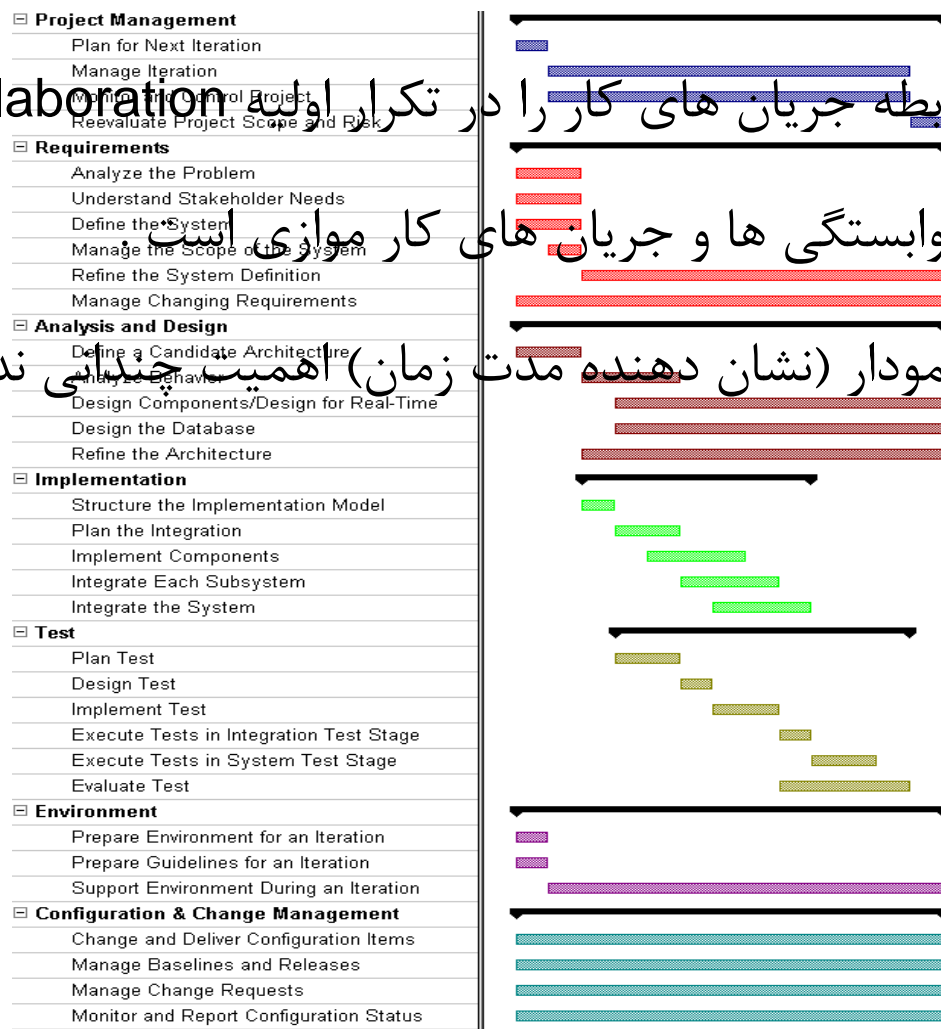 Project Management
Plan for Next Iteration
Manage Iteration
Monitor and Control Project
Reevaluate Project Scope and Risk
Requirements
Analyze the Problem
Understand Stakeholder Needs
Define the System
Manage the Scope of the System
Refine the System Definition
Manage Changing Requirements
Analysis and Design
Define a Candidate Architecture
Analyze Behavior
Design Components/Design for Real-Time
Design the Database
Refine the Architecture
Implementation
Structure the Implementation Model
Plan the Integration
Implement Components
Integrate Each Subsystem
Integrate the System
Test
Plan Test
Design Test
Implement Test
Execute Tests in Integration Test Stage
Execute Tests in System Test Stage
Evaluate Test
Environment
Prepare Environment for an Iteration
Prepare Guidelines for an Iteration
Support Environment During an Iteration
Configuration & Change Management
Change and Deliver Configuration Items
Manage Baselines and Releases
Manage Change Requests
Monitor and Report Configuration Status
جریان های کار را در تکرار اولیه
وابستگی ها و جریان های کار موازی است .
(نشان دهنده مدت زمان) اهمیت چندانی